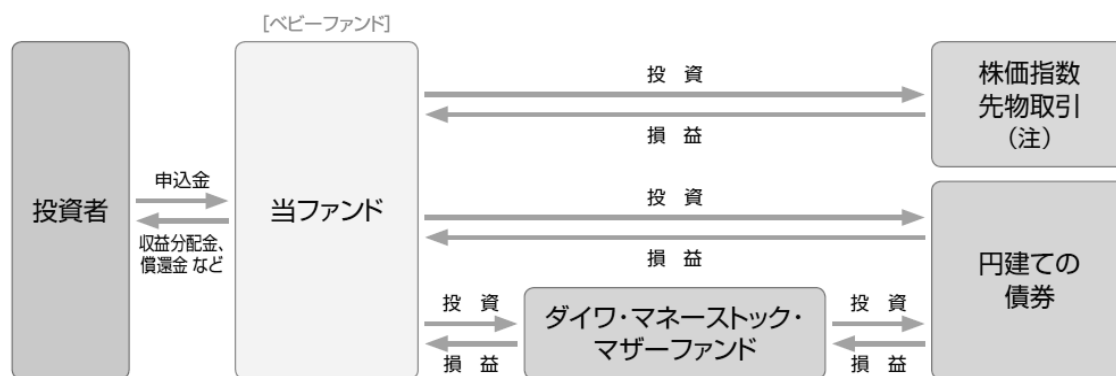 [ベビーファンド]
投資者
申込金
収益分配金、
償還金 など
当ファンド
投 資
損 益
株価指数
先物取引
（注）
投 資
損 益
円建ての
債券
投 資
損 益
ダイワ・マネーストック・
マザーファンド
投 資
損 益